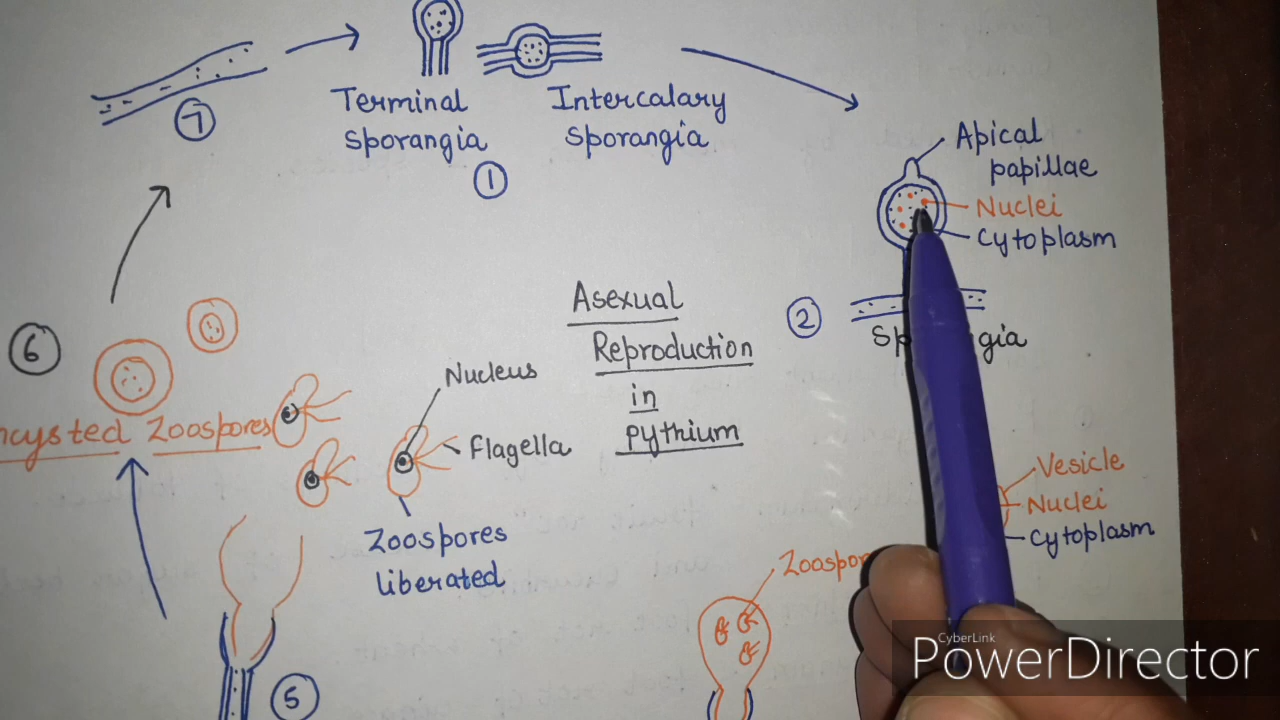 Terminal
sporangia
Intercalary
sporangia
1
Apical
papillae
Nuclei
Cytoplasm
2
Asexual
Reproduction
in
pythium
7
6
Zoospores
Nucleus
Flagella
Zoospores
liberated
5
Vesicle
Nuclei
Cytoplasm
CyberLink
PowerDirector